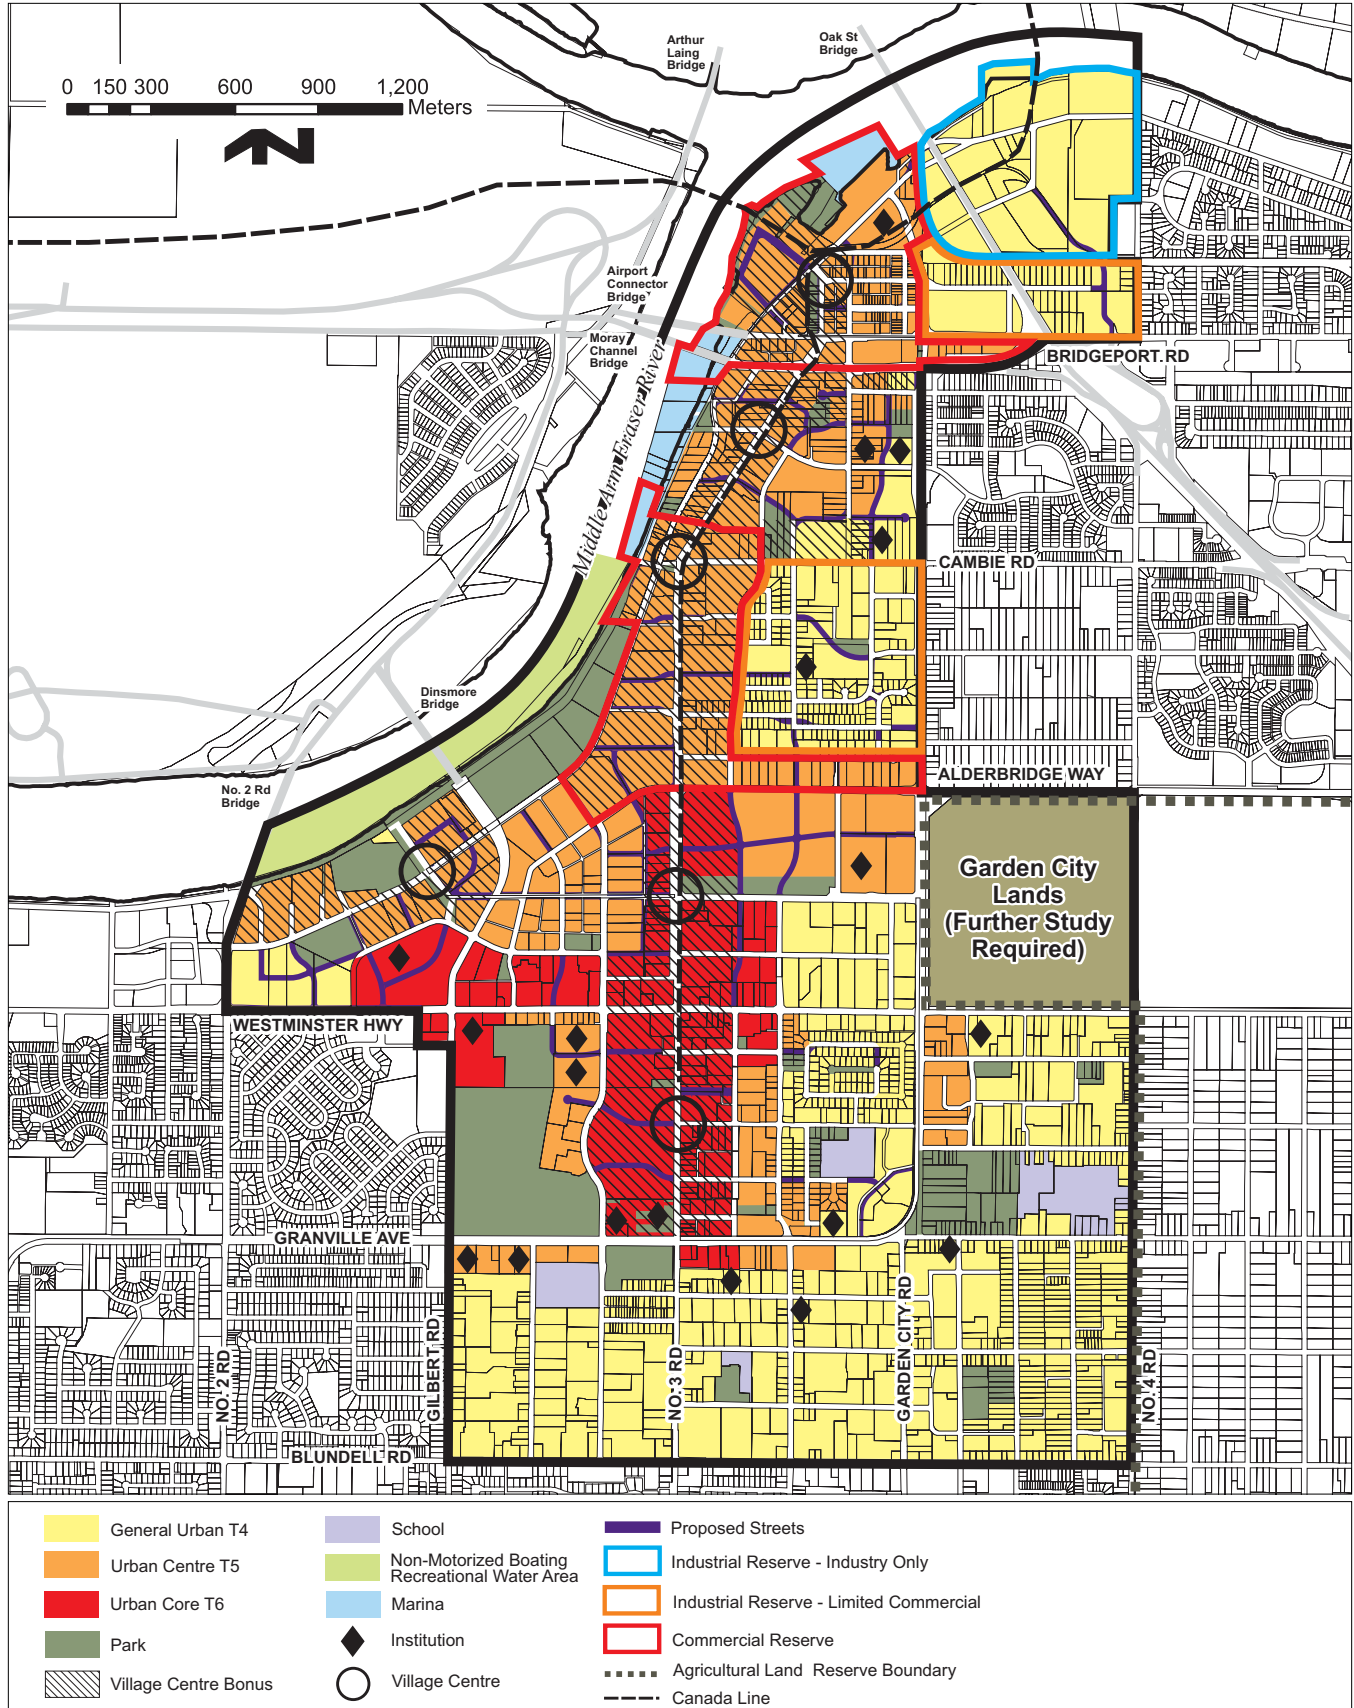 Arthur
Laing
Bridge
Oak St
Bridge
0 150 300 600 900 1,200
Meters
N
Airport
Connector
Bridge
Moray
Channel
Bridge
BRIDGEPORT RD
Middle Arm Fraser River
CAMBIE RD
Dinsmore
Bridge
ALDERBRIDGE WAY
No. 2 Rd
Bridge
Garden City
Lands
(Further Study
Required)
WESTMINSTER HWY
GRANVILLE AVE
NO. 2 RD
GILBERT RD
NO. 3 RD
GARDEN CITY RD
NO. 4 RD
BLUNDELL RD
General Urban T4
Urban Centre T5
Urban Core T6
Park
Village Centre Bonus
School
Non-Motorized Boating
Recreational Water Area
Marina
Institution
Village Centre
Proposed Streets
Industrial Reserve - Industry Only
Industrial Reserve - Limited Commercial
Commercial Reserve
Agricultural Land Reserve Boundary
Canada Line